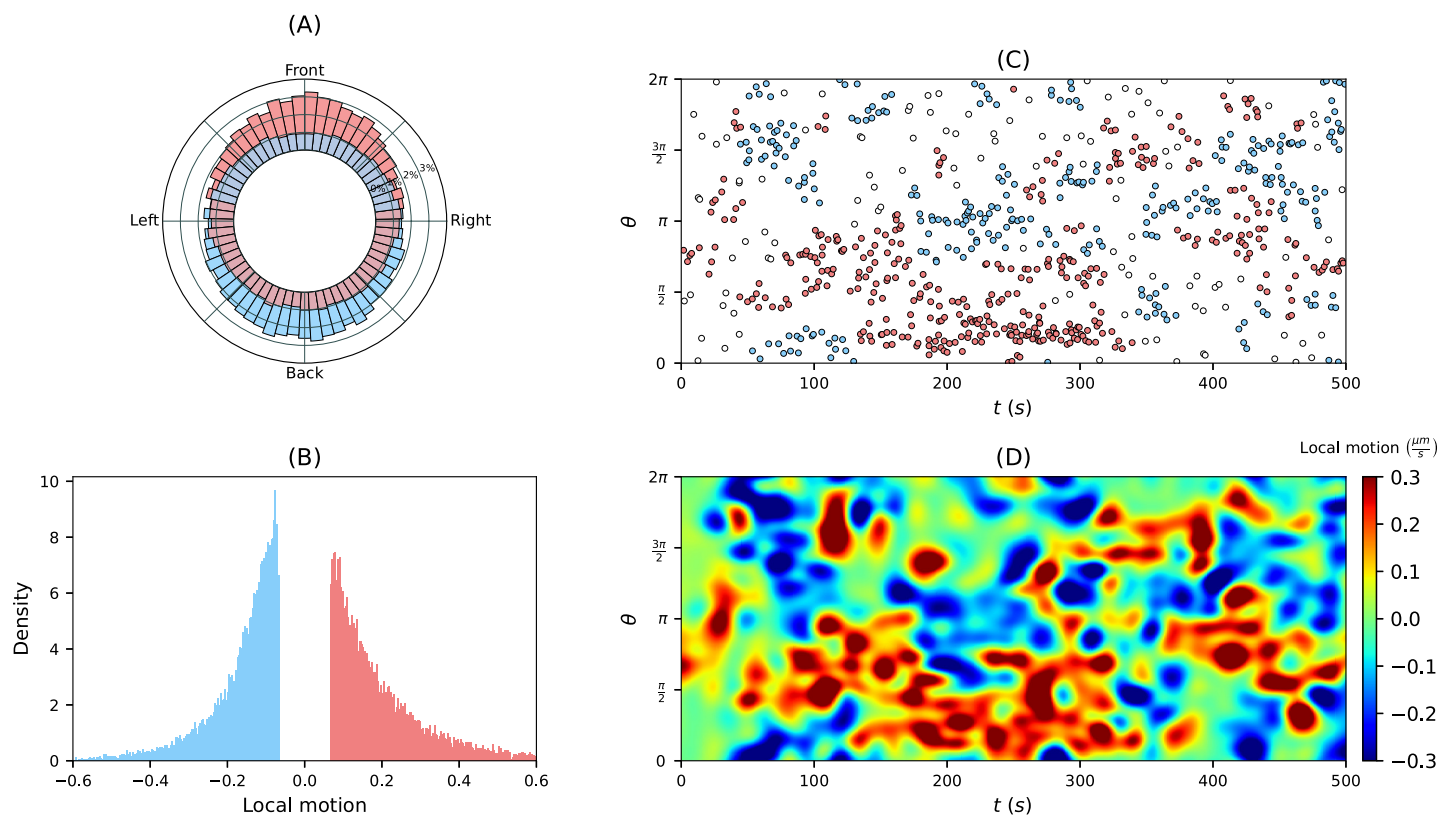 (A)
Front
Left
Right
Back
0%
2%
3%
(B)
10
8
6
4
2
0
Density
−0.6
−0.4
−0.2
0.0
0.2
0.4
0.6
Local motion
(C)
2π
3π/2
π
π/2
0
θ
0
100
200
300
400
500
t (s)
(D)
2π
3π/2
π
π/2
0
θ
0
100
200
300
400
500
t (s)
Local motion (μm/s)
0.3
0.2
0.1
0.0
−0.1
−0.2
−0.3